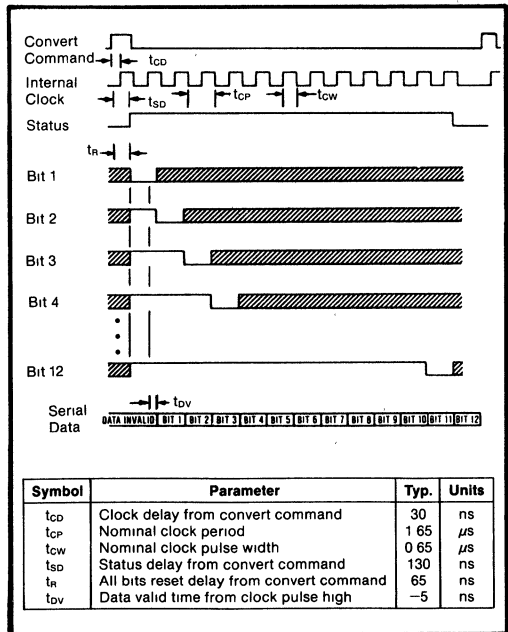 Convert
Command
tCD
Internal
Clock
tSD
tCP
tCW
Status
tR
Bit 1
Bit 2
Bit 3
Bit 4
Bit 12
tDV
Serial
Data
DATA INVALID BIT 1 BIT 2 BIT 3 BIT 4 BIT 5 BIT 6 BIT 7 BIT 8 BIT 9 BIT 10 BIT 11 BIT 12
Symbol Parameter Typ. Units
tCD Clock delay from convert command 30 ns
tCP Nominal clock period 1 65 μs
tCW Nominal clock pulse width 0 65 μs
tSD Status delay from convert command 130 ns
tR All bits reset delay from convert command 65 ns
tDV Data valid time from clock pulse high −5 ns